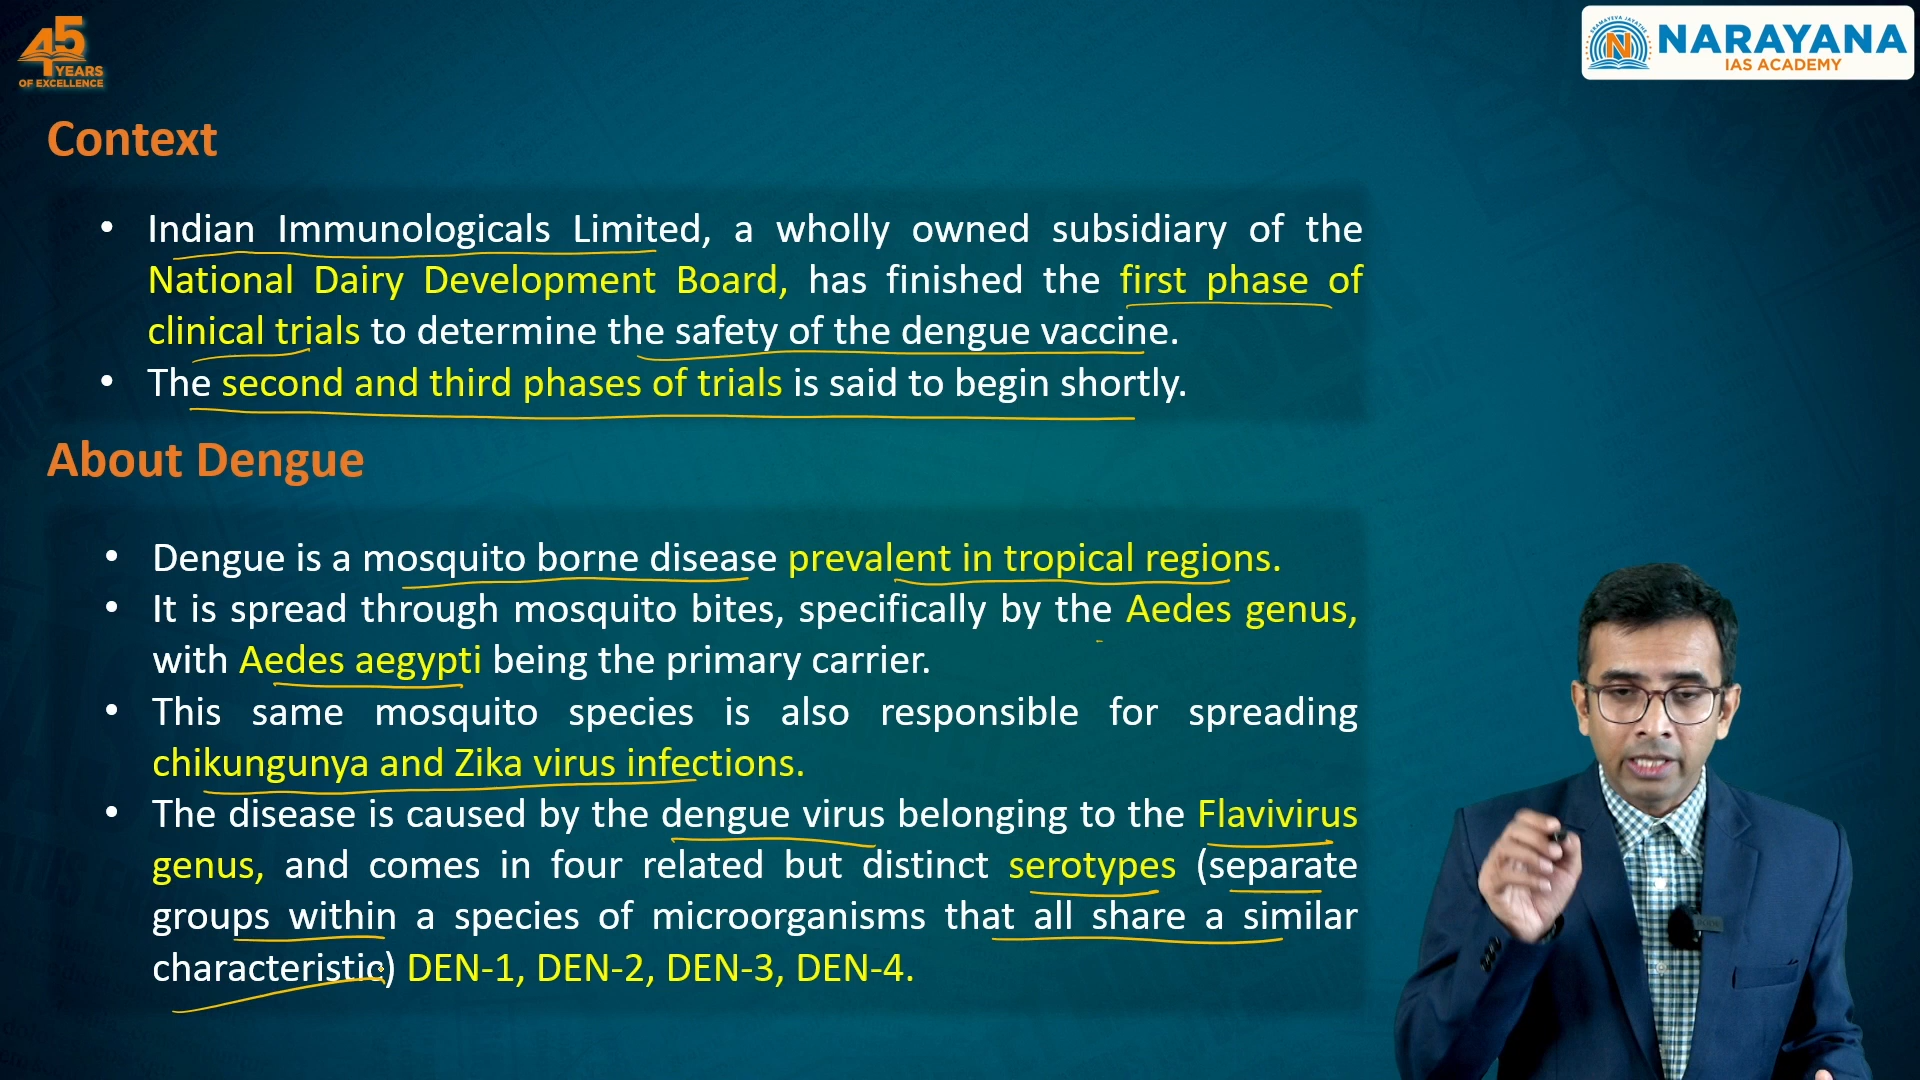 45
YEARS
OF EXCELLENCE
NARAYANA
IAS ACADEMY
Context
• Indian Immunologicals Limited, a wholly owned subsidiary of the
National Dairy Development Board, has finished the first phase of
clinical trials to determine the safety of the dengue vaccine.
• The second and third phases of trials is said to begin shortly.
About Dengue
• Dengue is a mosquito borne disease prevalent in tropical regions.
• It is spread through mosquito bites, specifically by the Aedes genus,
with Aedes aegypti being the primary carrier.
• This same mosquito species is also responsible for spreading
chikungunya and Zika virus infections.
• The disease is caused by the dengue virus belonging to the Flavivirus
genus, and comes in four related but distinct serotypes (separate
groups within a species of microorganisms that all share a similar
characteristic) DEN-1, DEN-2, DEN-3, DEN-4.